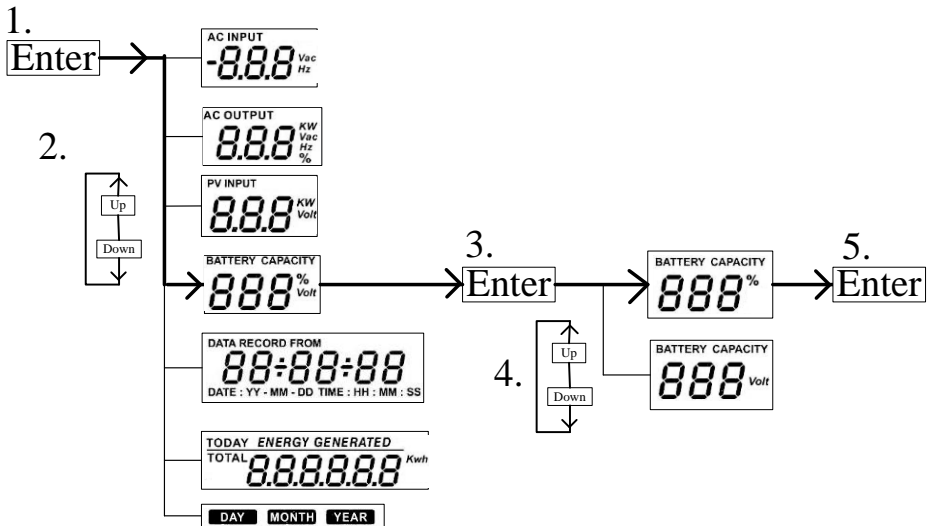 1.
Enter
AC INPUT
-8.8.8 Vac
Hz
AC OUTPUT
8.8.8 KW
Vac
Hz
%
2.
Up
Down
PV INPUT
8.8.8 KW
Volt
BATTERY CAPACITY
888 %
Volt
3.
Enter
BATTERY CAPACITY
888 %
5.
Enter
4.
Up
Down
BATTERY CAPACITY
888 Volt
DATA RECORD FROM
88:88:88
DATE : YY - MM - DD TIME : HH : MM : SS
TODAY ENERGY GENERATED
TOTAL 8.8.8.8.8.8 Kwh
DAY MONTH YEAR